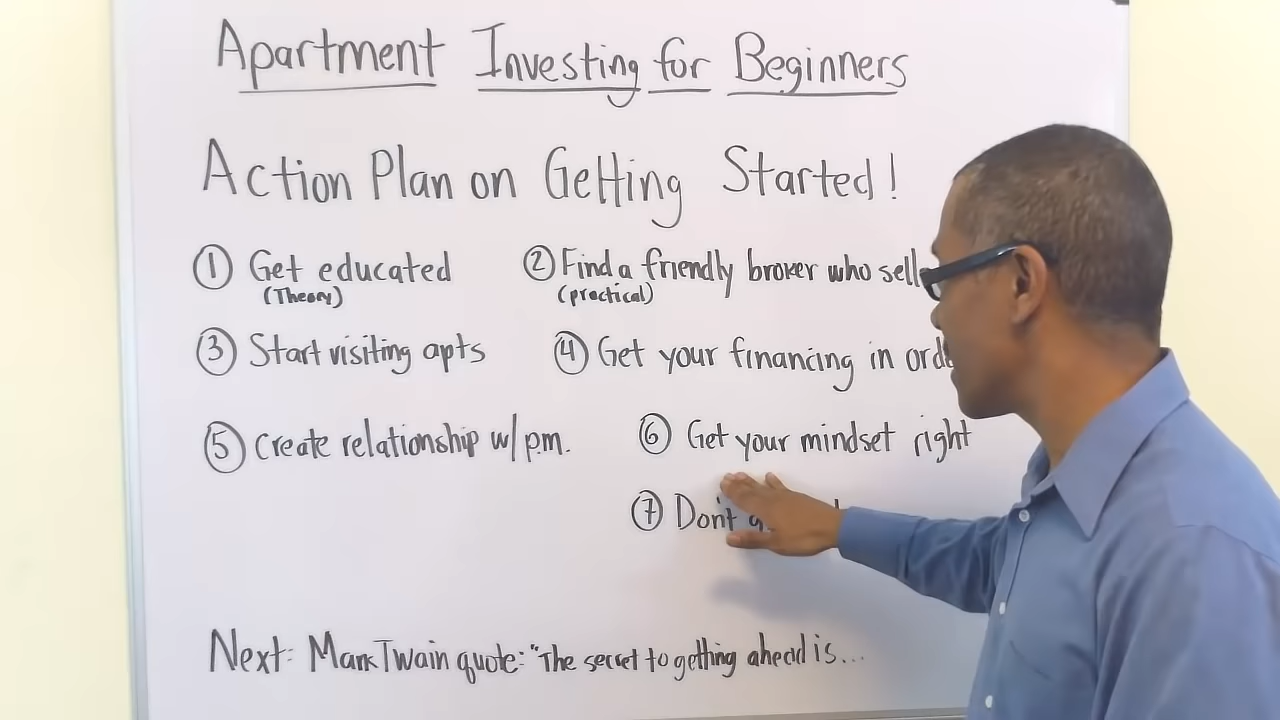 Apartment Investing for Beginners
Action Plan on Getting Started!
① Get educated ② Find a friendly broker who
(Theory) (practical)
③ Start visiting apts ④ Get your financing in
⑤ Create relationship w/ p.m. ⑥ Get your mindset right
⑦ Don't
Next: Mark Twain quote: "The secret to getting ahead is...